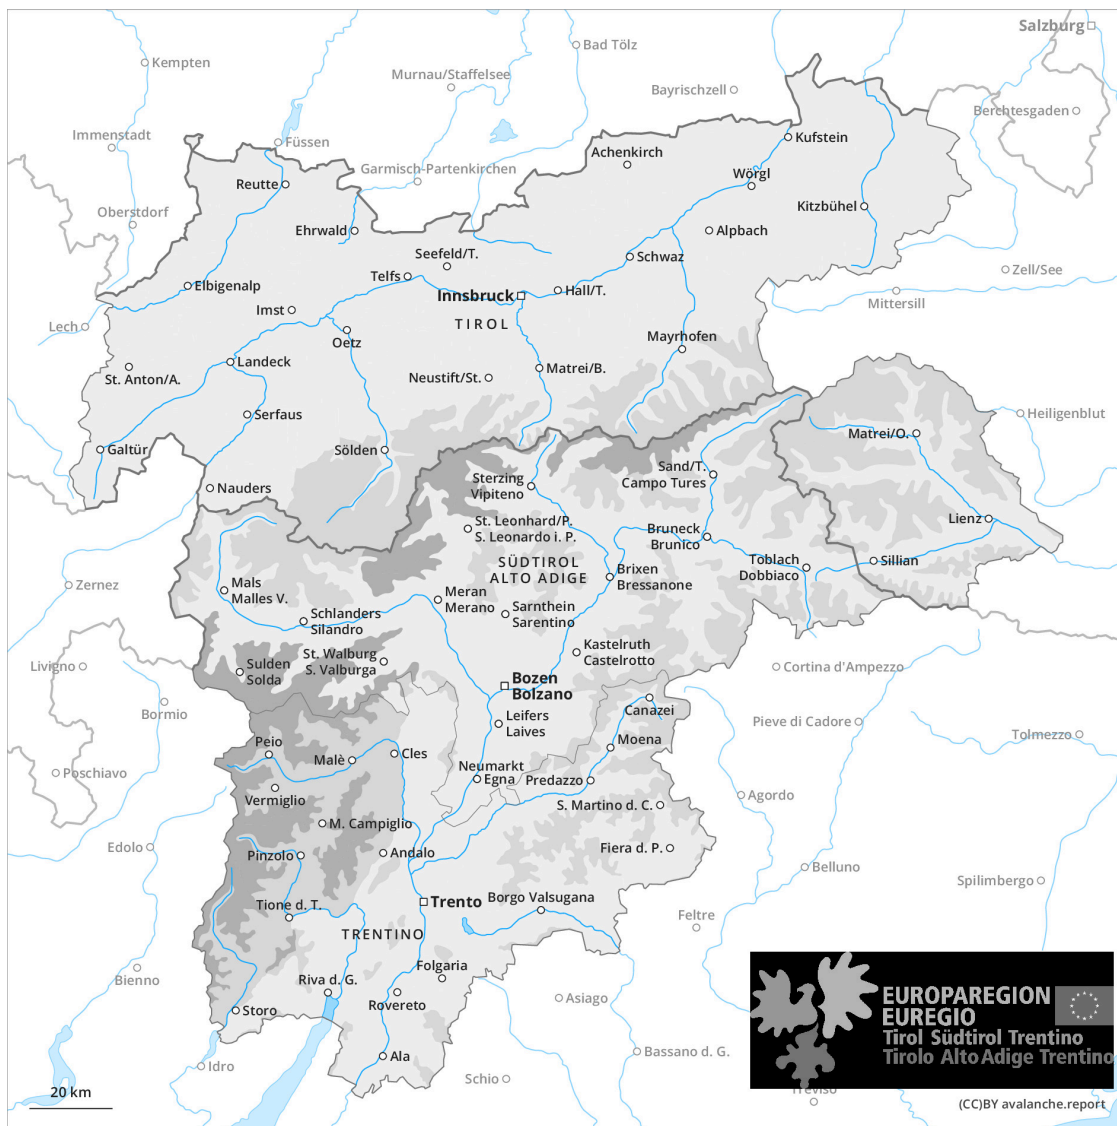 Salzburg
Bad Tölz
Kempten
Murnau/Staffelsee
Bayrischzell
Berchtesgaden
Immenstadt
Füssen
Kufstein
Achenkirch
Garmisch-Partenkirchen
Wörgl
Reutte
Oberstdorf
Kitzbühel
Ehrwald
Alpbach
Seefeld/T.
Schwaz
Zell/See
Telfs
Elbigenalp
Innsbruck
Hall/T.
Mittersill
Imst
TIROL
Lech
Oetz
Mayrhofen
Landeck
Matrei/B.
St. Anton/A.
Neustift/St.
Serfaus
Heiligenblut
Matrei/O.
Galtür
Sölden
Sand/T.
Campo Tures
Sterzing
Vipiteno
Nauders
Lienz
St. Leonhard/P.
S. Leonardo i. P.
Bruneck
Brunico
SÜDTIROL
ALTO ADIGE
Toblach
Dobbiaco
Sillian
Brixen
Bressanone
Zernez
Mals
Malles V.
Meran
Merano
Schlanders
Silandro
Sarnthein
Sarentino
Kastelruth
Castelrotto
St. Walburg
S. Valburga
Livigno
Sulden
Solda
Cortina d'Ampezzo
Bozen
Bolzano
Bormio
Canazei
Leifers
Laives
Pieve di Cadore
Tolmezzo
Peio
Moena
Malè
Cles
Poschiavo
Neumarkt
Egna
Predazzo
Vermiglio
Agordo
S. Martino d. C.
M. Campiglio
Edolo
Pinzolo
Andalo
Fiera d. P.
Belluno
Spilimbergo
Tione d. T.
Trento
Borgo Valsugana
Feltre
TRENTINO
Bienno
Folgaria
Riva d. G.
Rovereto
Storo
Asiago
EUROPAREGION
EUREGIO
Tirol Südtirol Trentino
Tirolo Alto Adige Trentino
Ala
Bassano d. G.
Idro
Schio
Treviso
20 km
(CC)BY avalanche.report